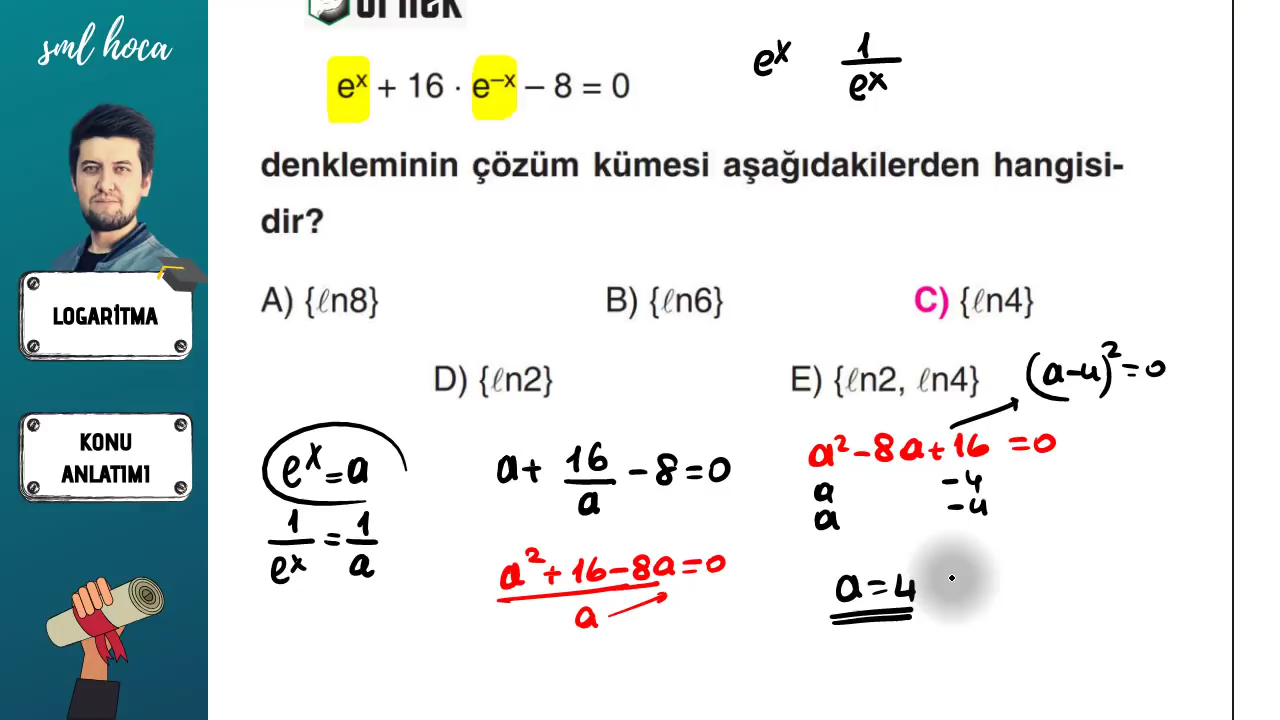 sml hoca
örnek
eˣ + 16 · e⁻ˣ – 8 = 0
eˣ 1/eˣ
denkleminin çözüm kümesi aşağıdakilerden hangisi-
dir?
A) {ℓn8} B) {ℓn6} C) {ℓn4}
D) {ℓn2} E) {ℓn2, ℓn4}
LOGARİTMA
KONU
ANLATIMI
eˣ = a
1/eˣ = 1/a
a + 16/a - 8 = 0
(a² + 16 - 8a)/a = 0
a² - 8a + 16 = 0
a -4
a -4
(a-4)² = 0
a = 4